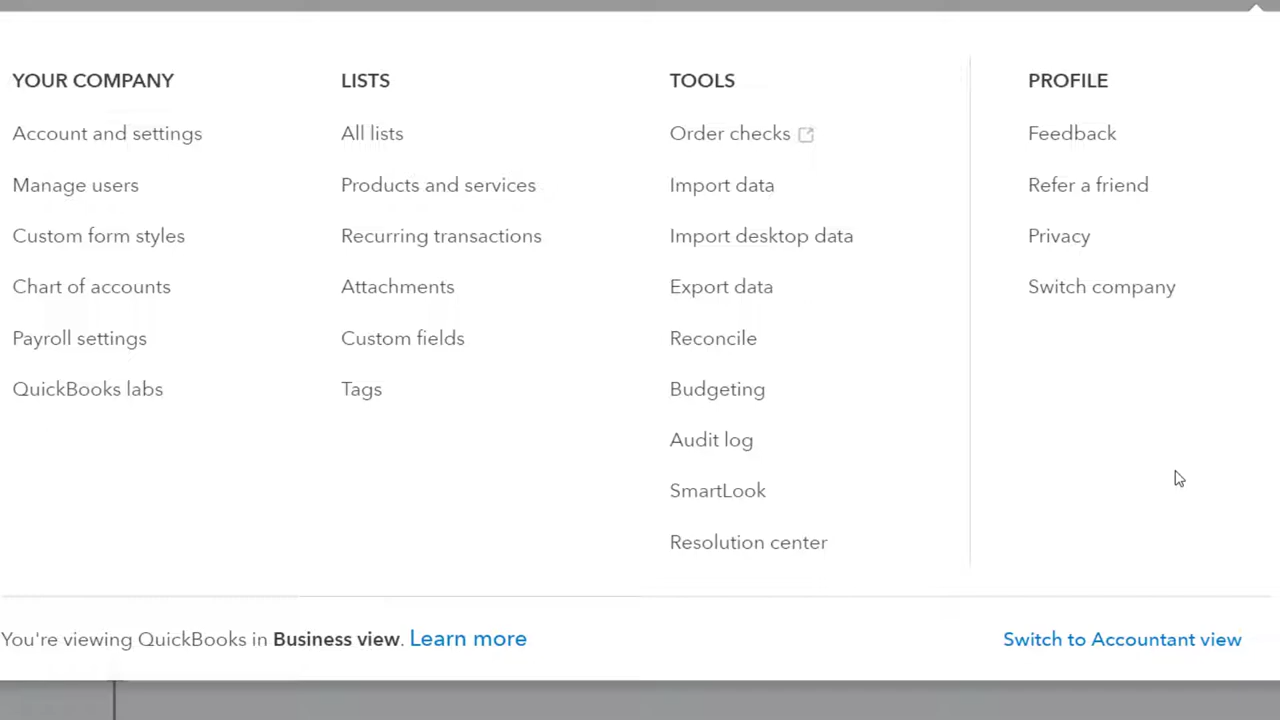 YOUR COMPANY
Account and settings
Manage users
Custom form styles
Chart of accounts
Payroll settings
QuickBooks labs
LISTS
All lists
Products and services
Recurring transactions
Attachments
Custom fields
Tags
TOOLS
Order checks
Import data
Import desktop data
Export data
Reconcile
Budgeting
Audit log
SmartLook
Resolution center
PROFILE
Feedback
Refer a friend
Privacy
Switch company
You're viewing QuickBooks in Business view. Learn more
Switch to Accountant view